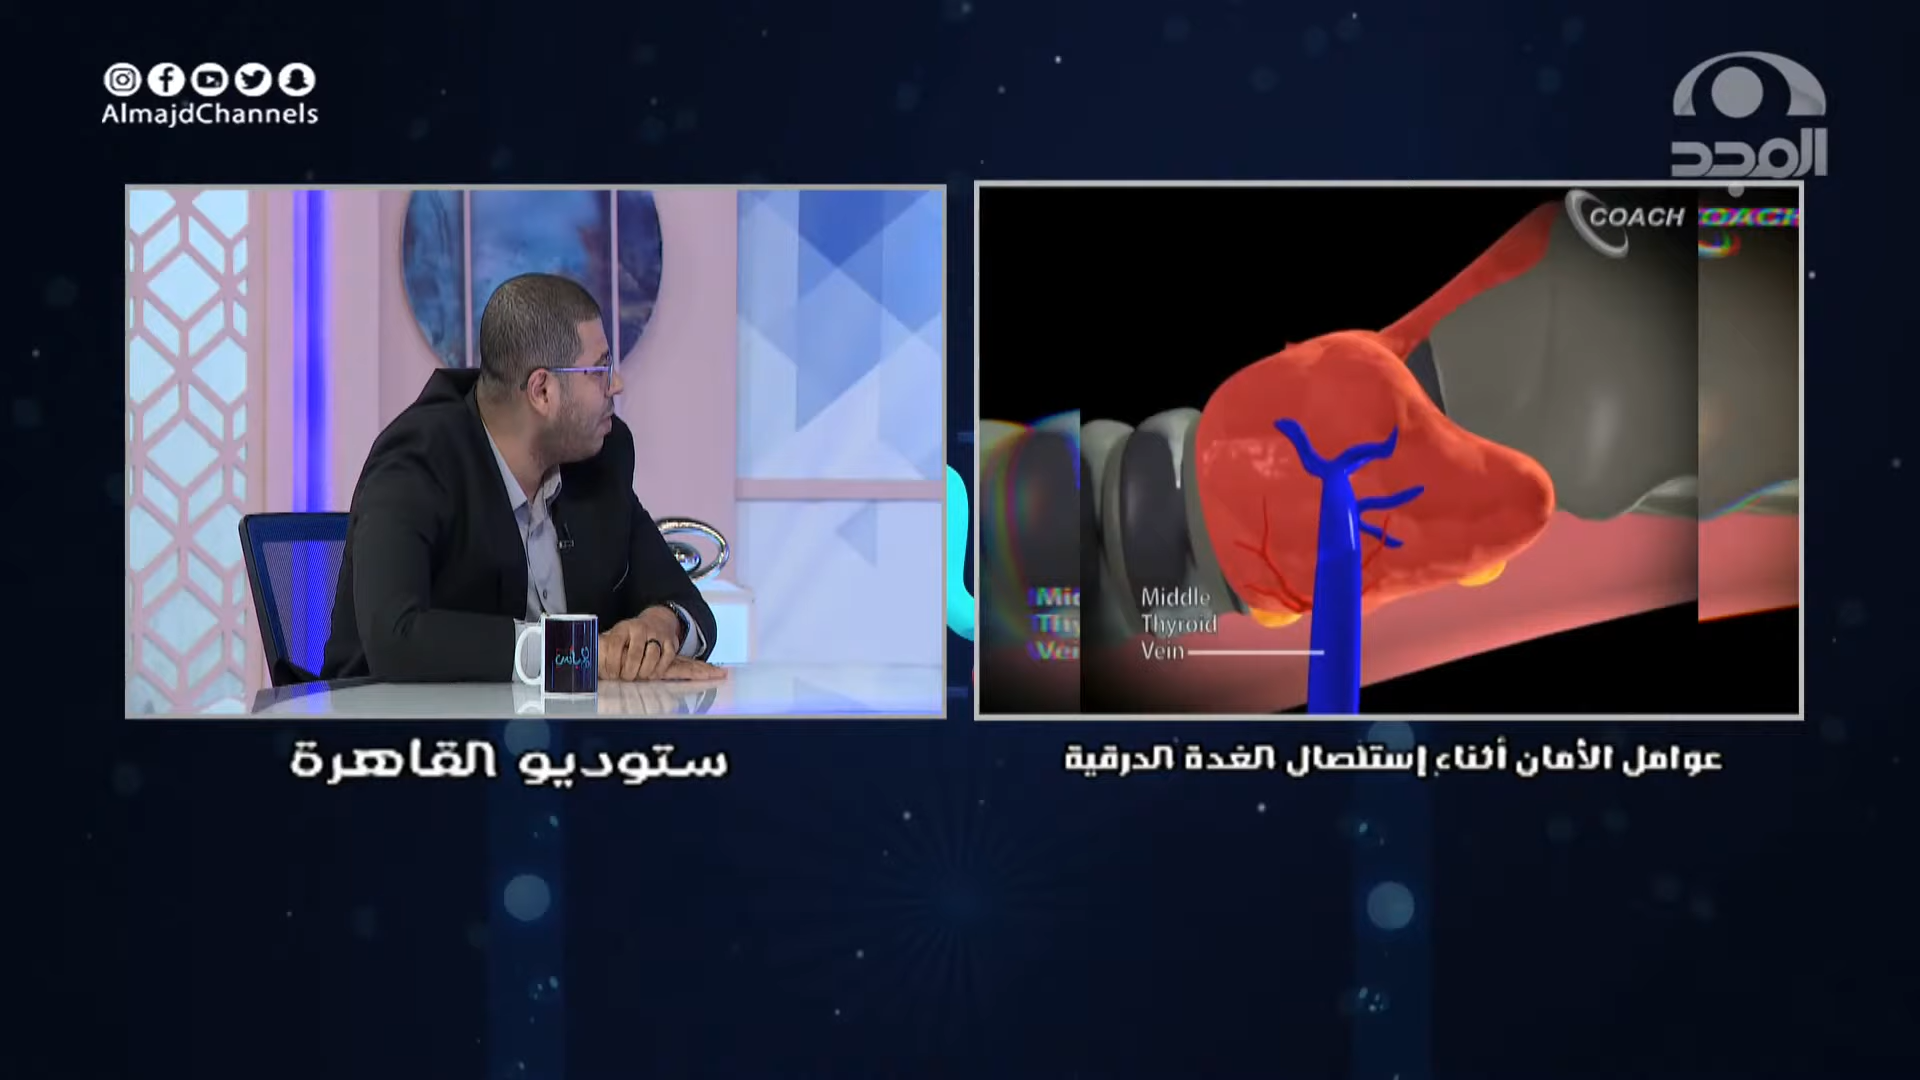 AlmajdChannels
المجد
COACH
Middle
Thyroid
Vein
ستوديو القاهرة
عوامل الأمان أثناء إستئصال الغدة الدرقية